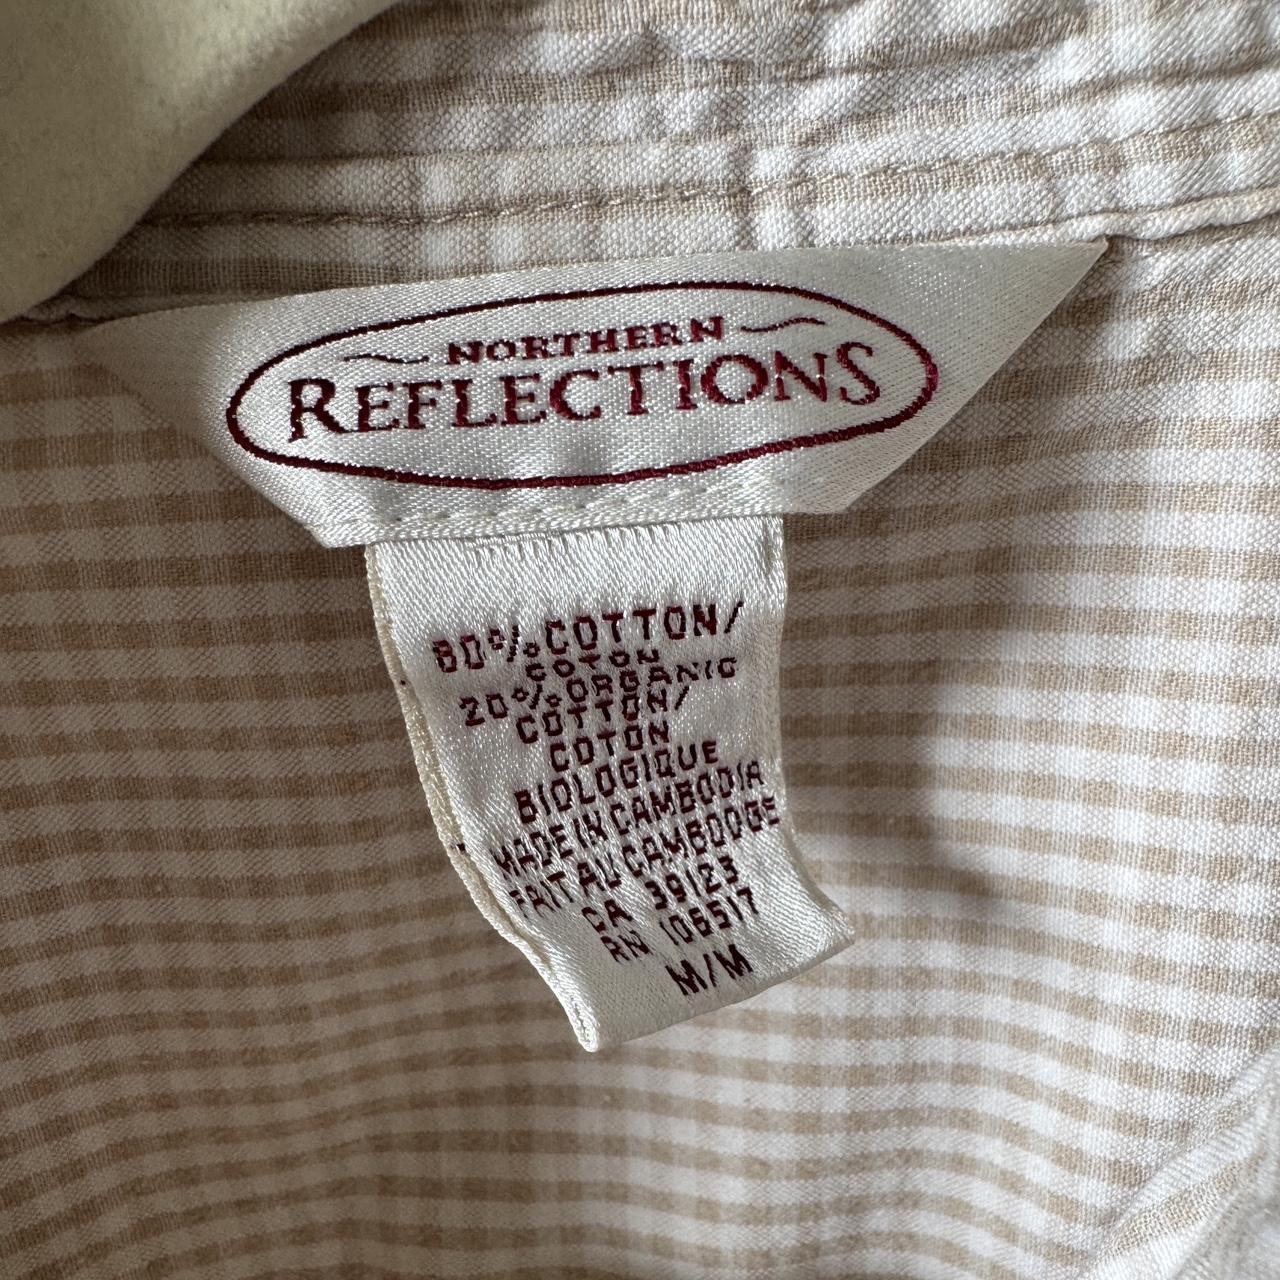 NORTHERN
REFLECTIONS
80% COTTON/
COTON
20% ORGANIC
COTTON/
COTON
BIOLOGIQUE
MADE IN CAMBODIA
FAIT AU CAMBODGE
CA 39123
RN 106517
M/M